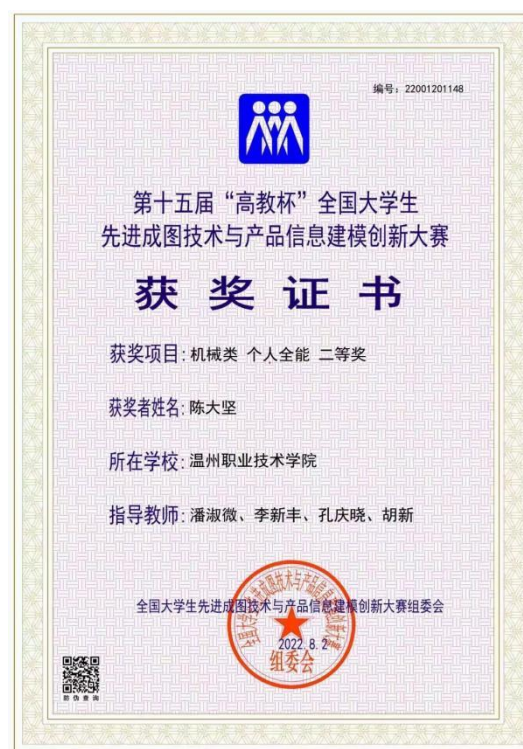 编号：22001201148
第十五届“高教杯”全国大学生
先进成图技术与产品信息建模创新大赛
获奖证书
获奖项目：机械类 个人全能 二等奖
获奖者姓名：陈大坚
所在学校：温州职业技术学院
指导教师：潘淑微、李新丰、孔庆晓、胡新
全国大学生先进成图技术与产品信息建模创新大赛组委会
2022.8.2
组委会
防伪查询